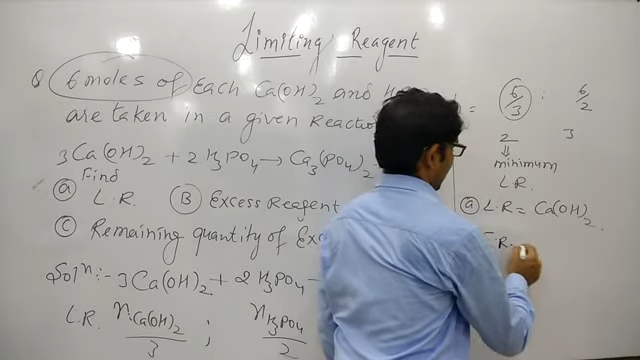 Limiting Reagent
Q 6 moles of Each Ca(OH)2 and
are taken in a given Reactio
3Ca(OH)2 + 2H3PO4 → Ca3(PO4)2
Find
(a) L.R. (B) Excess Reagent
(C) Remaining quantity of Exc
Solⁿ:- 3Ca(OH)2 + 2H3PO4 -
L.R. nCa(OH)2/3 ; nH3PO4/2
= 6/3 : 6/2
2 3
⇓
minimum
L.R.
(a) L.R = Ca(OH)2.
R.